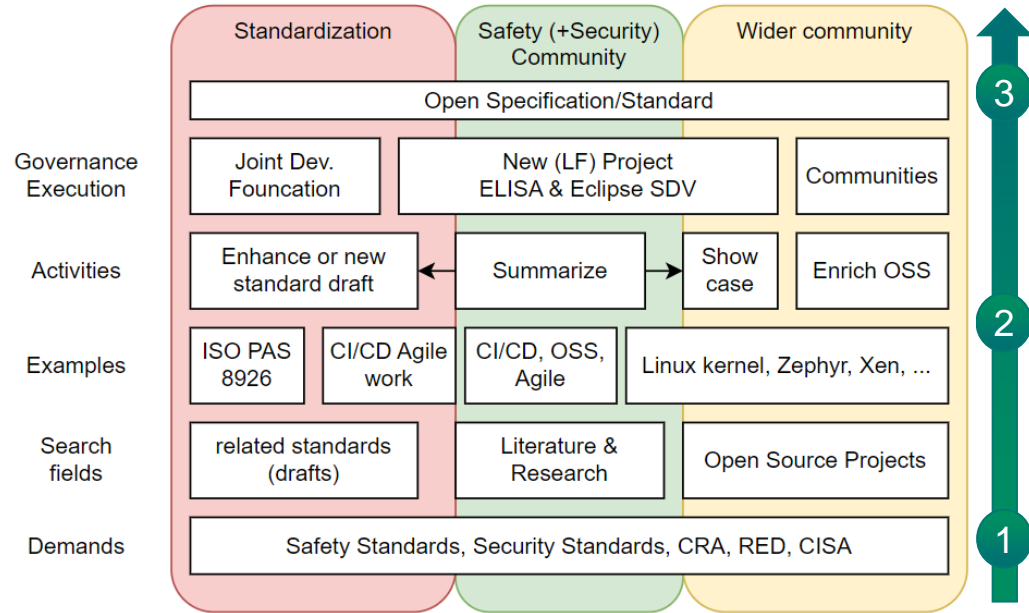 Standardization
Safety (+Security)
Community
Wider community
3
Open Specification/Standard
Governance
Execution
Joint Dev.
Founcation
New (LF) Project
ELISA & Eclipse SDV
Communities
Activities
Enhance or new
standard draft
Summarize
Show
case
Enrich OSS
2
Examples
ISO PAS
8926
CI/CD Agile
work
CI/CD, OSS,
Agile
Linux kernel, Zephyr, Xen, ...
Search
fields
related standards
(drafts)
Literature &
Research
Open Source Projects
Demands
Safety Standards, Security Standards, CRA, RED, CISA
1